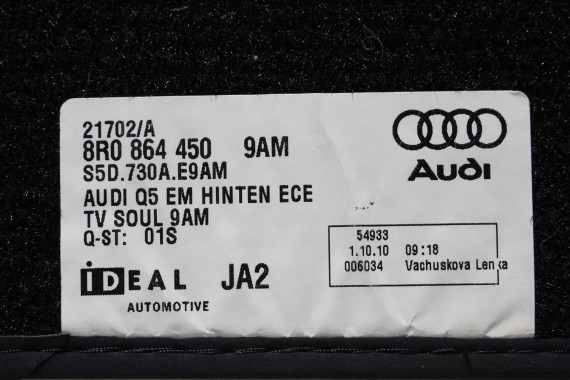 21702/A
8R0 864 450 9AM
S5D.730A.E9AM
AUDI Q5 EM HINTEN ECE
TV SOUL 9AM
Q-ST: 01S
iDEAL JA2
AUTOMOTIVE
Audi
54933
1.10.10 09:18
006034 Vachuskova Lenka